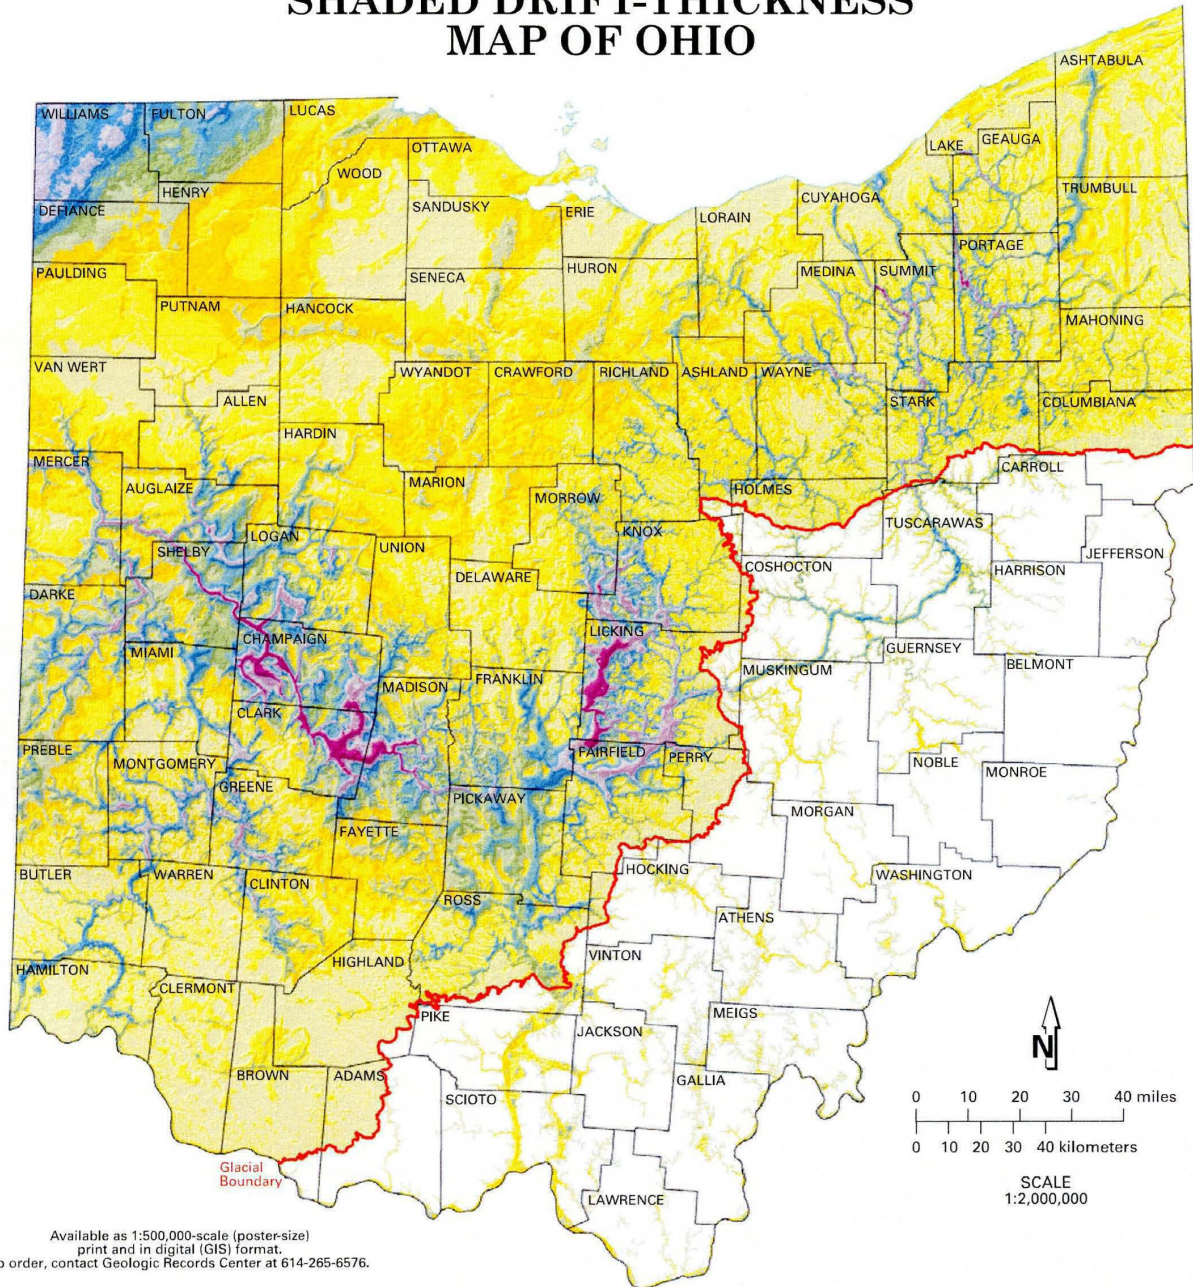 SHADED DRIFT-THICKNESS
MAP OF OHIO
ASHTABULA
WILLIAMS
FULTON
LUCAS
OTTAWA
LAKE
GEAUGA
WOOD
HENRY
TRUMBULL
DEFIANCE
SANDUSKY
ERIE
LORAIN
CUYAHOGA
PORTAGE
PAULDING
SENECA
HURON
MEDINA
SUMMIT
PUTNAM
HANCOCK
MAHONING
VAN WERT
WYANDOT
CRAWFORD
RICHLAND
ASHLAND
WAYNE
ALLEN
STARK
COLUMBIANA
HARDIN
MERCER
CARROLL
AUGLAIZE
MARION
MORROW
HOLMES
TUSCARAWAS
LOGAN
KNOX
SHELBY
UNION
DELAWARE
COSHOCTON
HARRISON
JEFFERSON
DARKE
LICKING
CHAMPAIGN
MIAMI
GUERNSEY
MUSKINGUM
BELMONT
MADISON
FRANKLIN
CLARK
PREBLE
MONTGOMERY
FAIRFIELD
PERRY
NOBLE
MONROE
GREENE
PICKAWAY
MORGAN
FAYETTE
BUTLER
WARREN
CLINTON
HOCKING
WASHINGTON
ROSS
ATHENS
HIGHLAND
VINTON
HAMILTON
CLERMONT
PIKE
JACKSON
MEIGS
BROWN
ADAMS
SCIOTO
GALLIA
LAWRENCE
Glacial
Boundary
N
0 10 20 30 40 miles
0 10 20 30 40 kilometers
SCALE
1:2,000,000
Available as 1:500,000-scale (poster-size)
print and in digital (GIS) format.
o order, contact Geologic Records Center at 614-265-6576.